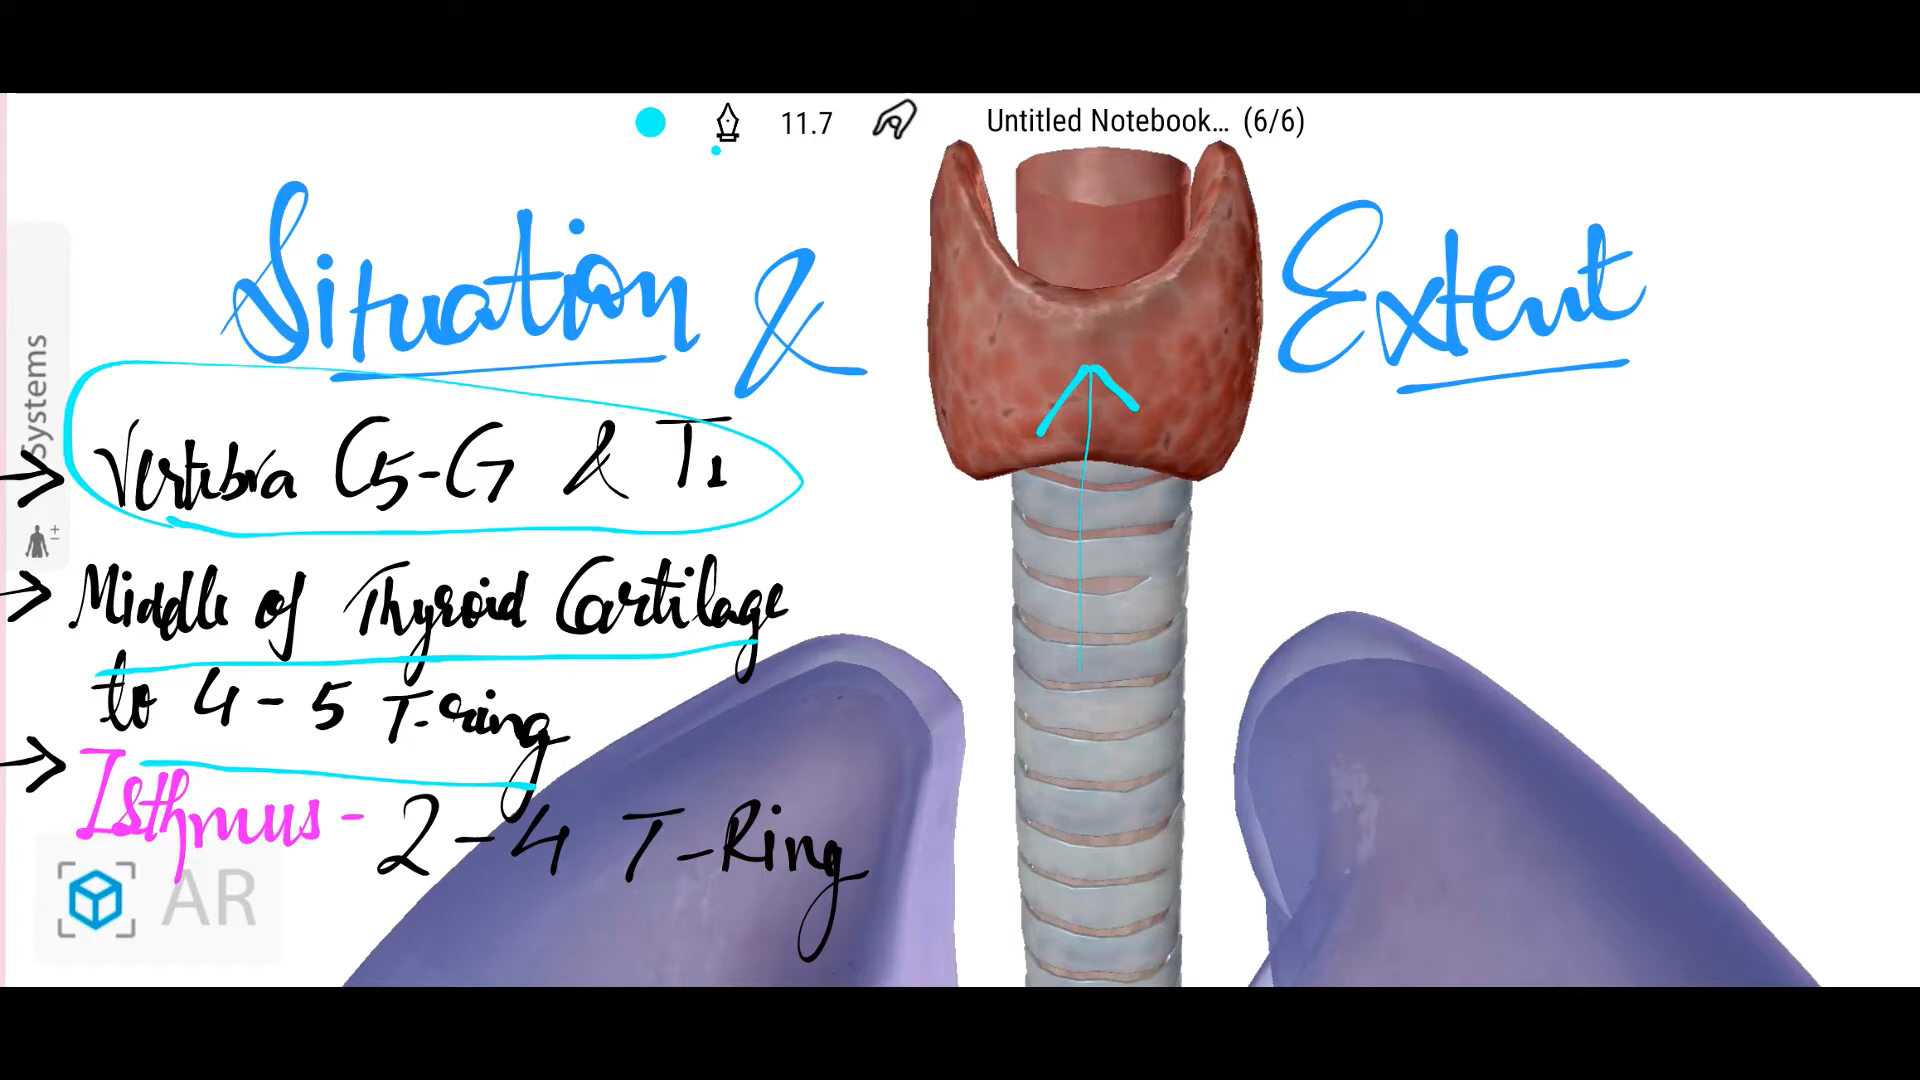 11.7 Untitled Notebook... (6/6)
Situation & Extent
Systems
Vertibra C5-C7 & T1
Middle of Thyroid Cartilage
to 4-5 T-ring
Isthmus - 2-4 T-Ring
AR